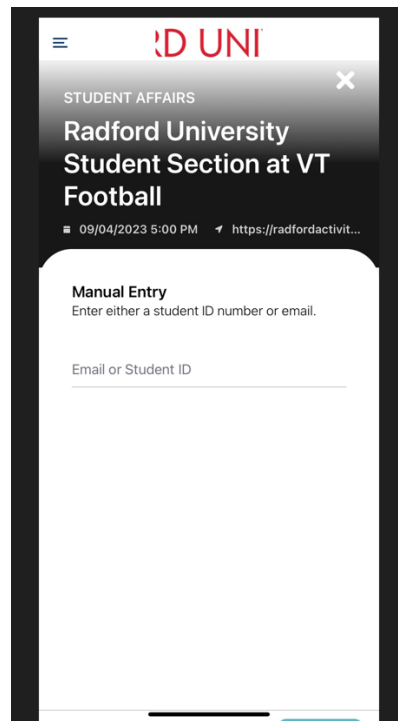 RD UNI
STUDENT AFFAIRS
Radford University
Student Section at VT
Football
09/04/2023 5:00 PM https://radfordactivit...
Manual Entry
Enter either a student ID number or email.
Email or Student ID